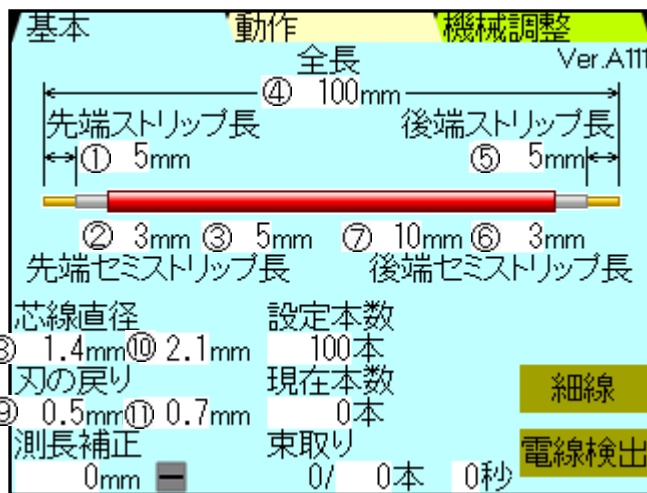 基本 動作 機械調整
全長 Ver.A111
④ 100mm
先端ストリップ長 後端ストリップ長
① 5mm ⑤ 5mm
② 3mm ③ 5mm ⑦ 10mm ⑥ 3mm
先端セミストリップ長 後端セミストリップ長
芯線直径 設定本数
⑧ 1.4mm ⑩ 2.1mm 100本
刃の戻り 現在本数 細線
⑨ 0.5mm ⑪ 0.7mm 0本
測長補正 束取り 電線検出
0mm ー 0/ 0本 0秒